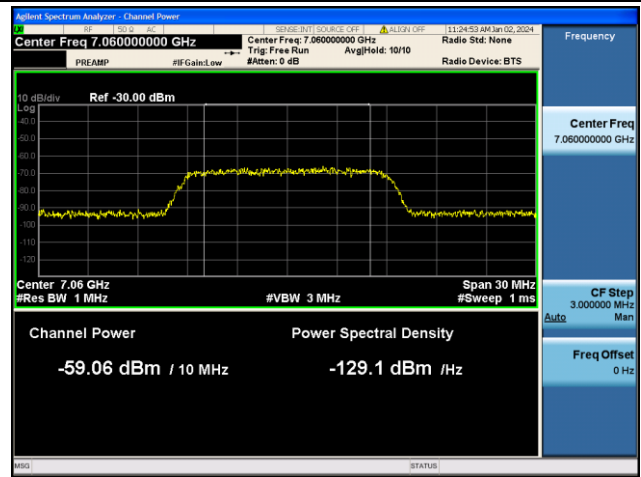 Agilent Spectrum Analyzer - Channel Power
RF 50 Ω AC SENSE:INT SOURCE OFF ALIGN OFF 11:24:53 AM Jan 02, 2024
Center Freq 7.060000000 GHz Center Freq: 7.060000000 GHz Radio Std: None
Trig: Free Run Avg|Hold: 10/10
PREAMP #IFGain:Low #Atten: 0 dB Radio Device: BTS
10 dB/div Ref -30.00 dBm
Log
-40.0
-50.0
-60.0
-70.0
-80.0
-90.0
-100
-110
-120
Center 7.06 GHz Span 30 MHz
#Res BW 1 MHz #VBW 3 MHz #Sweep 1 ms
Channel Power Power Spectral Density
-59.06 dBm / 10 MHz -129.1 dBm /Hz
MSG STATUS
Frequency
Center Freq
7.060000000 GHz
CF Step
3.000000 MHz
Auto Man
Freq Offset
0 Hz